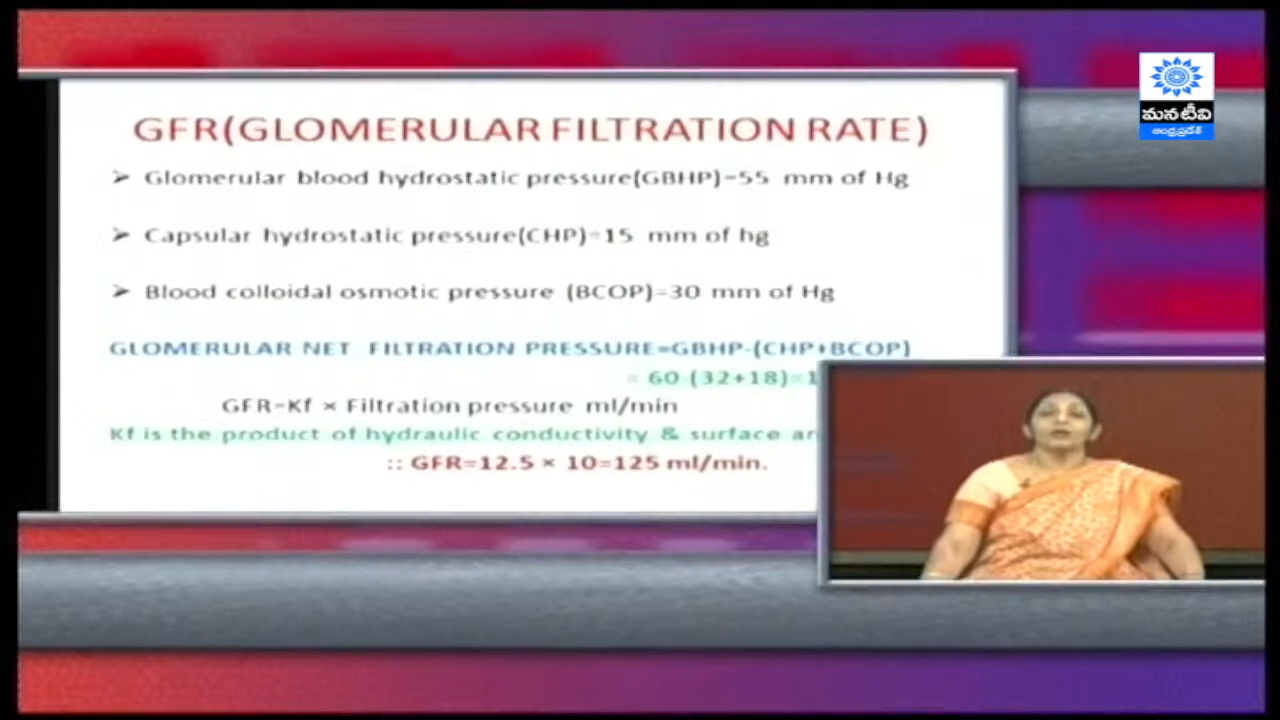 GFR(GLOMERULAR FILTRATION RATE)
➢ Glomerular blood hydrostatic pressure(GBHP)=55 mm of Hg
➢ Capsular hydrostatic pressure(CHP)=15 mm of hg
➢ Blood colloidal osmotic pressure (BCOP)=30 mm of Hg
GLOMERULAR NET FILTRATION PRESSURE=GBHP-(CHP+BCOP)
= 60-(32+18)=1
GFR=Kf × Filtration pressure ml/min
Kf is the product of hydraulic conductivity & surface ar
:: GFR=12.5 × 10=125 ml/min.
మనటీవి
ఆంధ్రప్రదేశ్